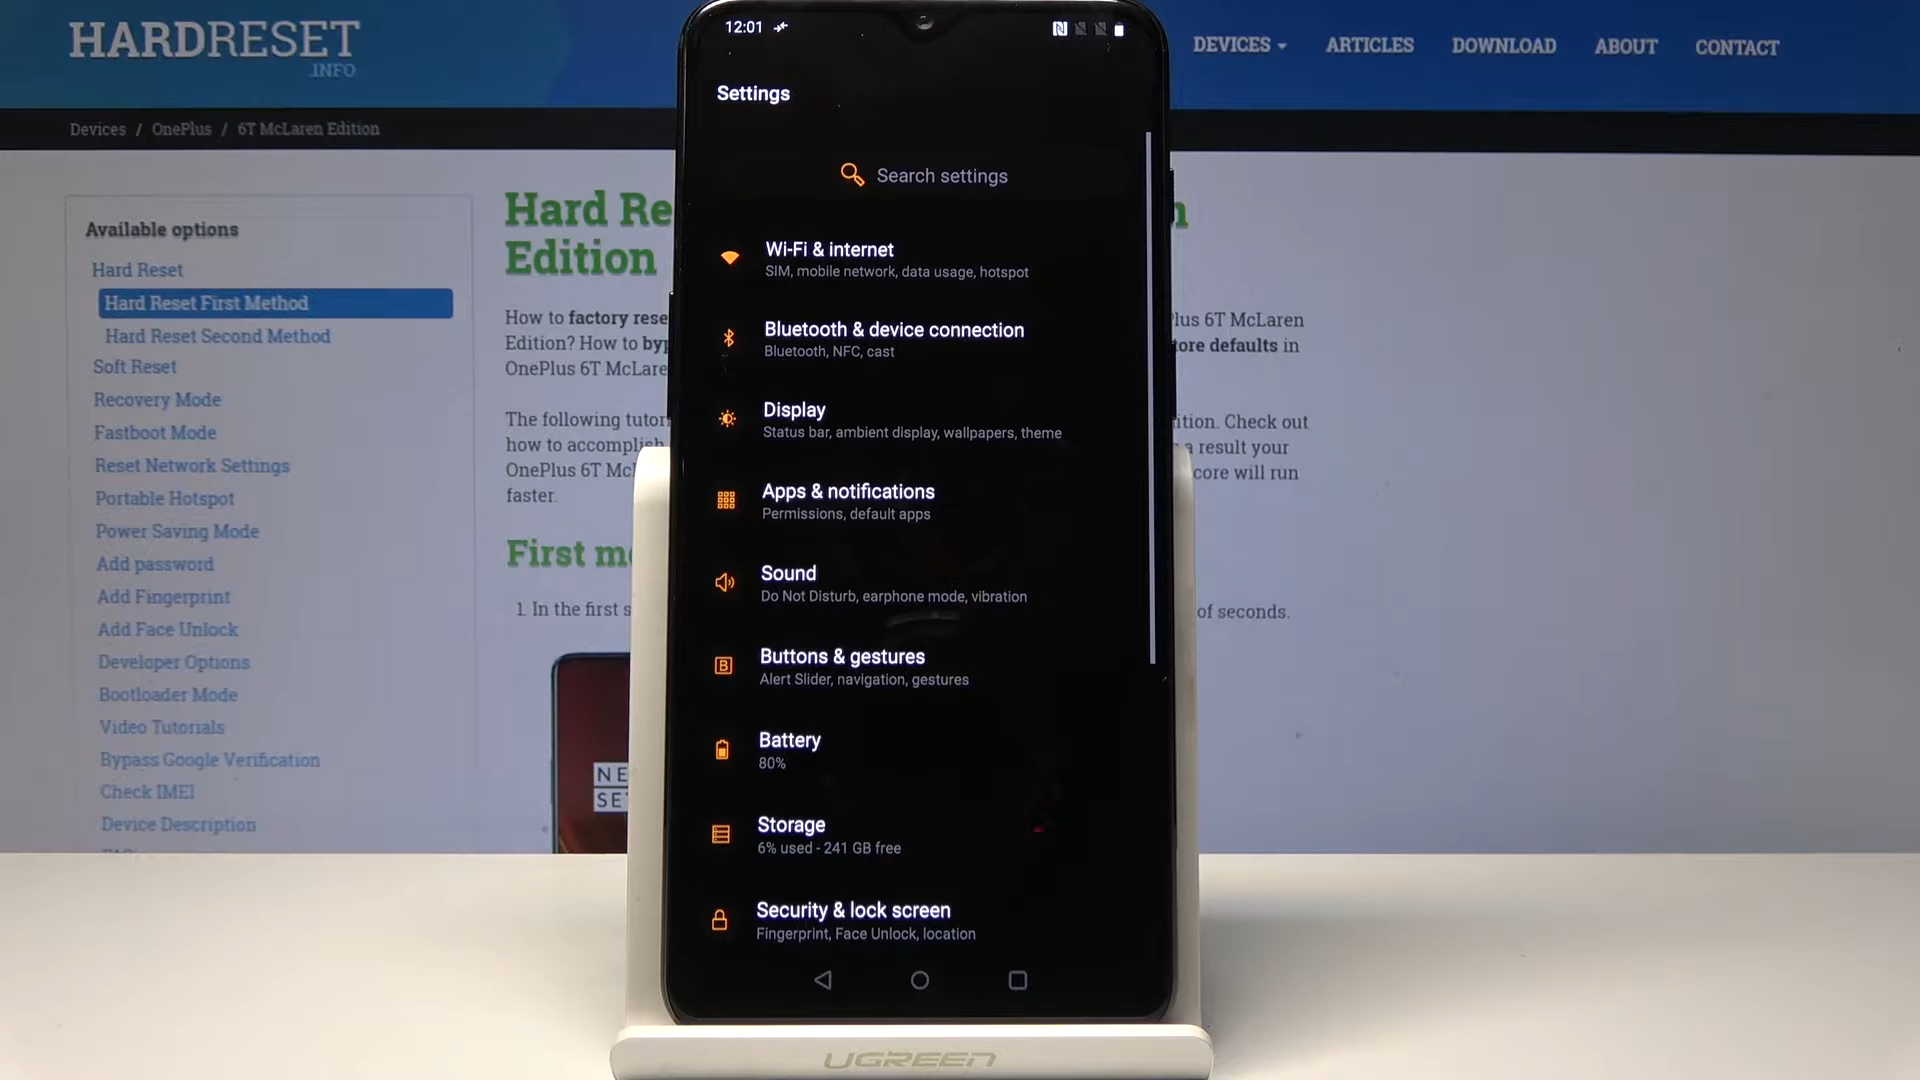 HARDRESET
.INFO
DEVICES
ARTICLES
DOWNLOAD
ABOUT
CONTACT
Devices / OnePlus / 6T McLaren Edition
Available options
Hard Reset
Hard Reset First Method
Hard Reset Second Method
Soft Reset
Recovery Mode
Fastboot Mode
Reset Network Settings
Portable Hotspot
Power Saving Mode
Add password
Add Fingerprint
Add Face Unlock
Developer Options
Bootloader Mode
Video Tutorials
Bypass Google Verification
Check IMEI
Device Description
Hard Re
Edition
How to factory rese
Edition? How to byp
OnePlus 6T McLare
The following tutor
how to accomplish
OnePlus 6T McL
faster.
First me
1. In the first s
NE
SE
12:01
Settings
Search settings
Wi-Fi & internet
SIM, mobile network, data usage, hotspot
Bluetooth & device connection
Bluetooth, NFC, cast
Display
Status bar, ambient display, wallpapers, theme
Apps & notifications
Permissions, default apps
Sound
Do Not Disturb, earphone mode, vibration
Buttons & gestures
Alert Slider, navigation, gestures
Battery
80%
Storage
6% used - 241 GB free
Security & lock screen
Fingerprint, Face Unlock, location
n
lus 6T McLaren
tore defaults in
ition. Check out
a result your
core will run
of seconds.
UGREEN